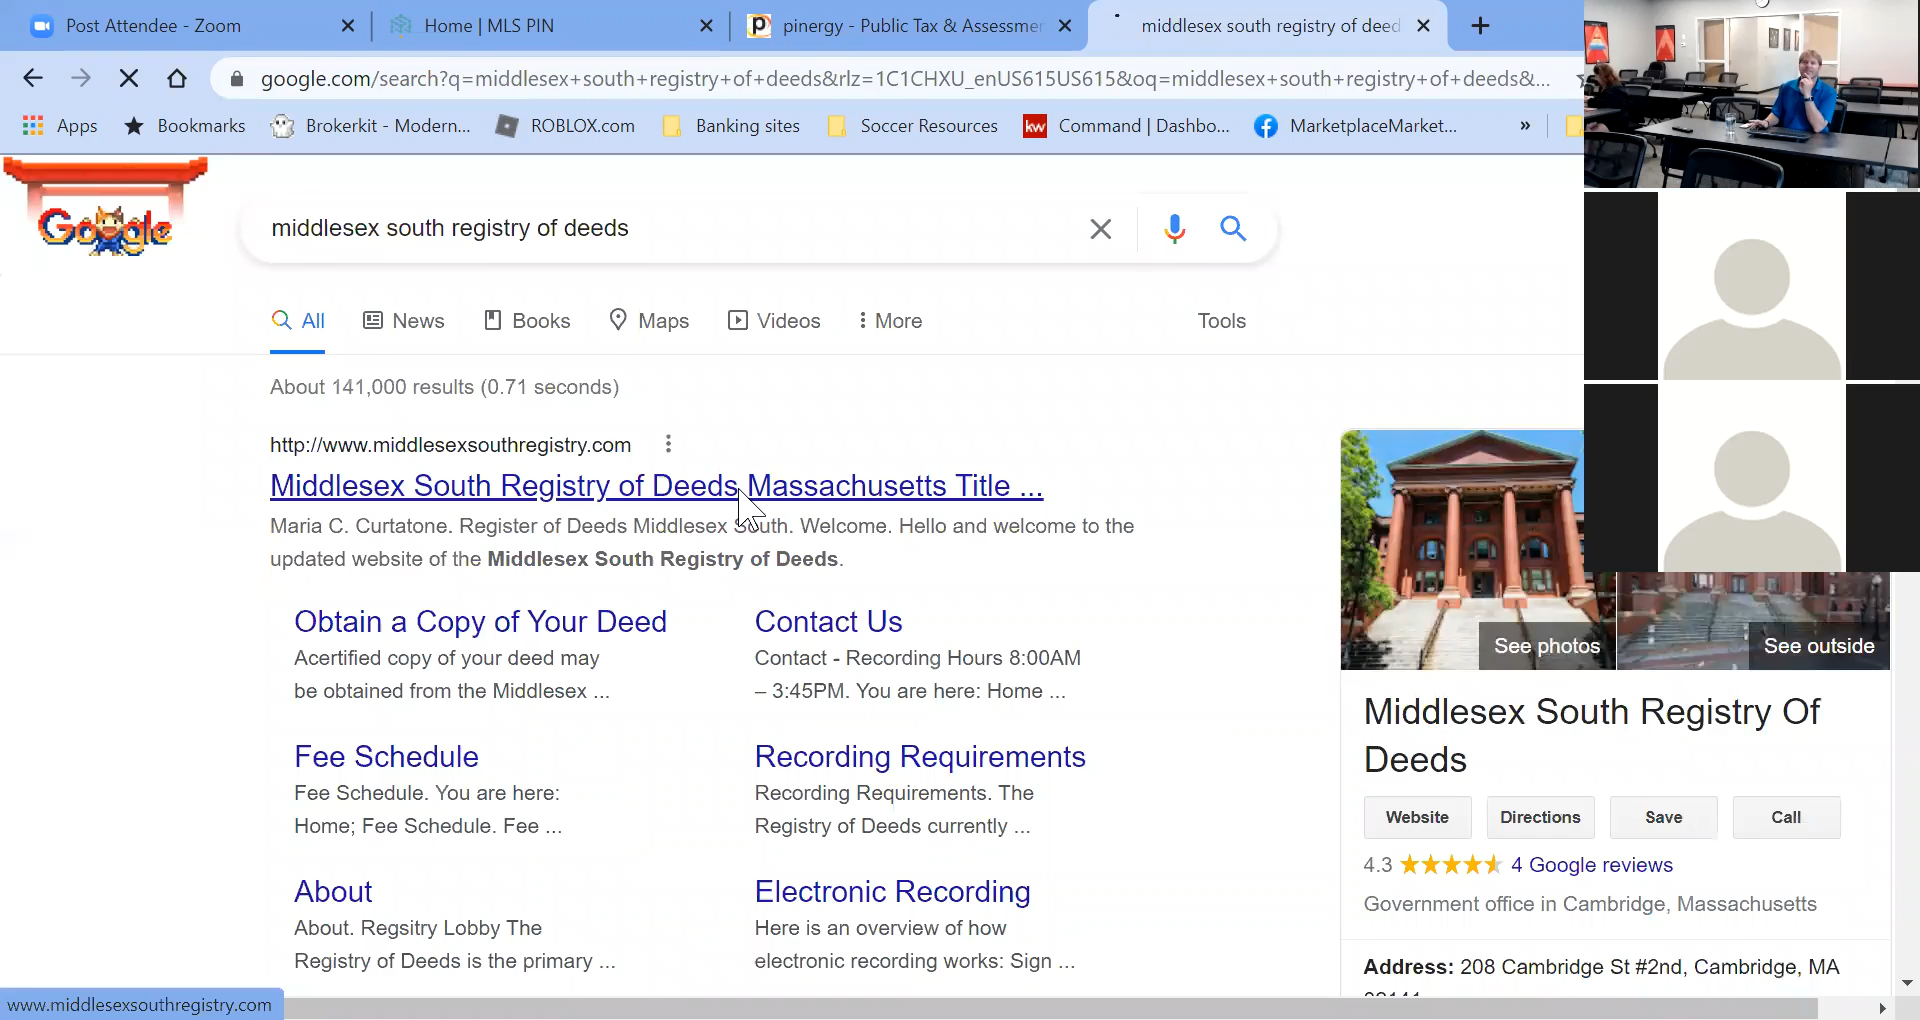 Post Attendee - Zoom
Home | MLS PIN
pinergy - Public Tax & Assessmer
middlesex south registry of deed
google.com/search?q=middlesex+south+registry+of+deeds&rlz=1C1CHXU_enUS615US615&oq=middlesex+south+registry+of+deeds&...
Apps
Bookmarks
Brokerkit - Modern...
ROBLOX.com
Banking sites
Soccer Resources
kw
Command | Dashbo...
MarketplaceMarket...
»
Google
middlesex south registry of deeds
All
News
Books
Maps
Videos
More
Tools
About 141,000 results (0.71 seconds)
http://www.middlesexsouthregistry.com
Middlesex South Registry of Deeds Massachusetts Title ...
Maria C. Curtatone. Register of Deeds Middlesex South. Welcome. Hello and welcome to the
updated website of the Middlesex South Registry of Deeds.
Obtain a Copy of Your Deed
Acertified copy of your deed may
be obtained from the Middlesex ...
Contact Us
Contact - Recording Hours 8:00AM
– 3:45PM. You are here: Home ...
Fee Schedule
Fee Schedule. You are here:
Home; Fee Schedule. Fee ...
Recording Requirements
Recording Requirements. The
Registry of Deeds currently ...
About
About. Regsitry Lobby The
Registry of Deeds is the primary ...
Electronic Recording
Here is an overview of how
electronic recording works: Sign ...
See photos
See outside
Middlesex South Registry Of
Deeds
Website
Directions
Save
Call
4.3
4 Google reviews
Government office in Cambridge, Massachusetts
Address: 208 Cambridge St #2nd, Cambridge, MA
www.middlesexsouthregistry.com